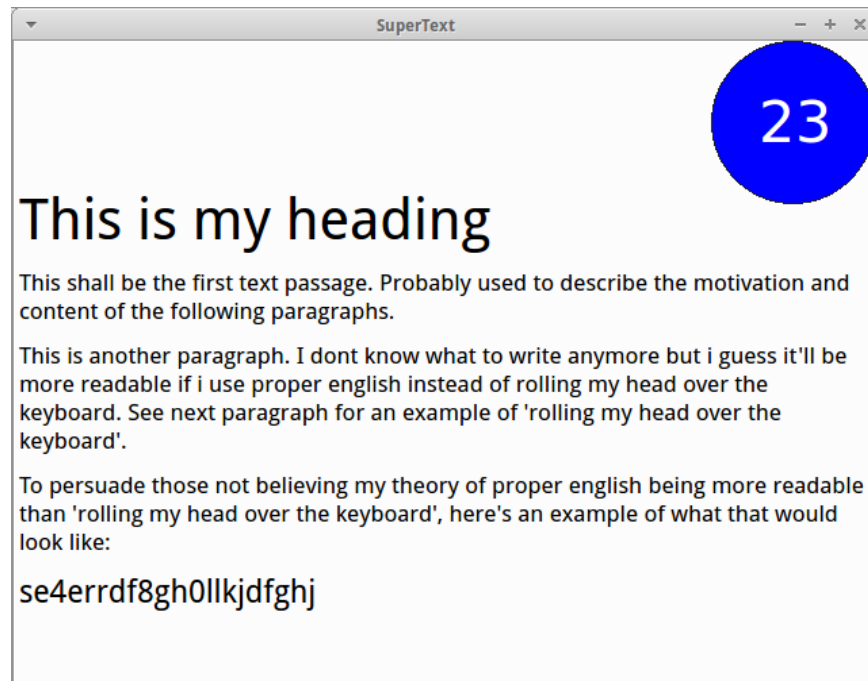 SuperText
23
This is my heading
This shall be the first text passage. Probably used to describe the motivation and
content of the following paragraphs.
This is another paragraph. I dont know what to write anymore but i guess it'll be
more readable if i use proper english instead of rolling my head over the
keyboard. See next paragraph for an example of 'rolling my head over the
keyboard'.
To persuade those not believing my theory of proper english being more readable
than 'rolling my head over the keyboard', here's an example of what that would
look like:
se4errdf8gh0llkjdfghj